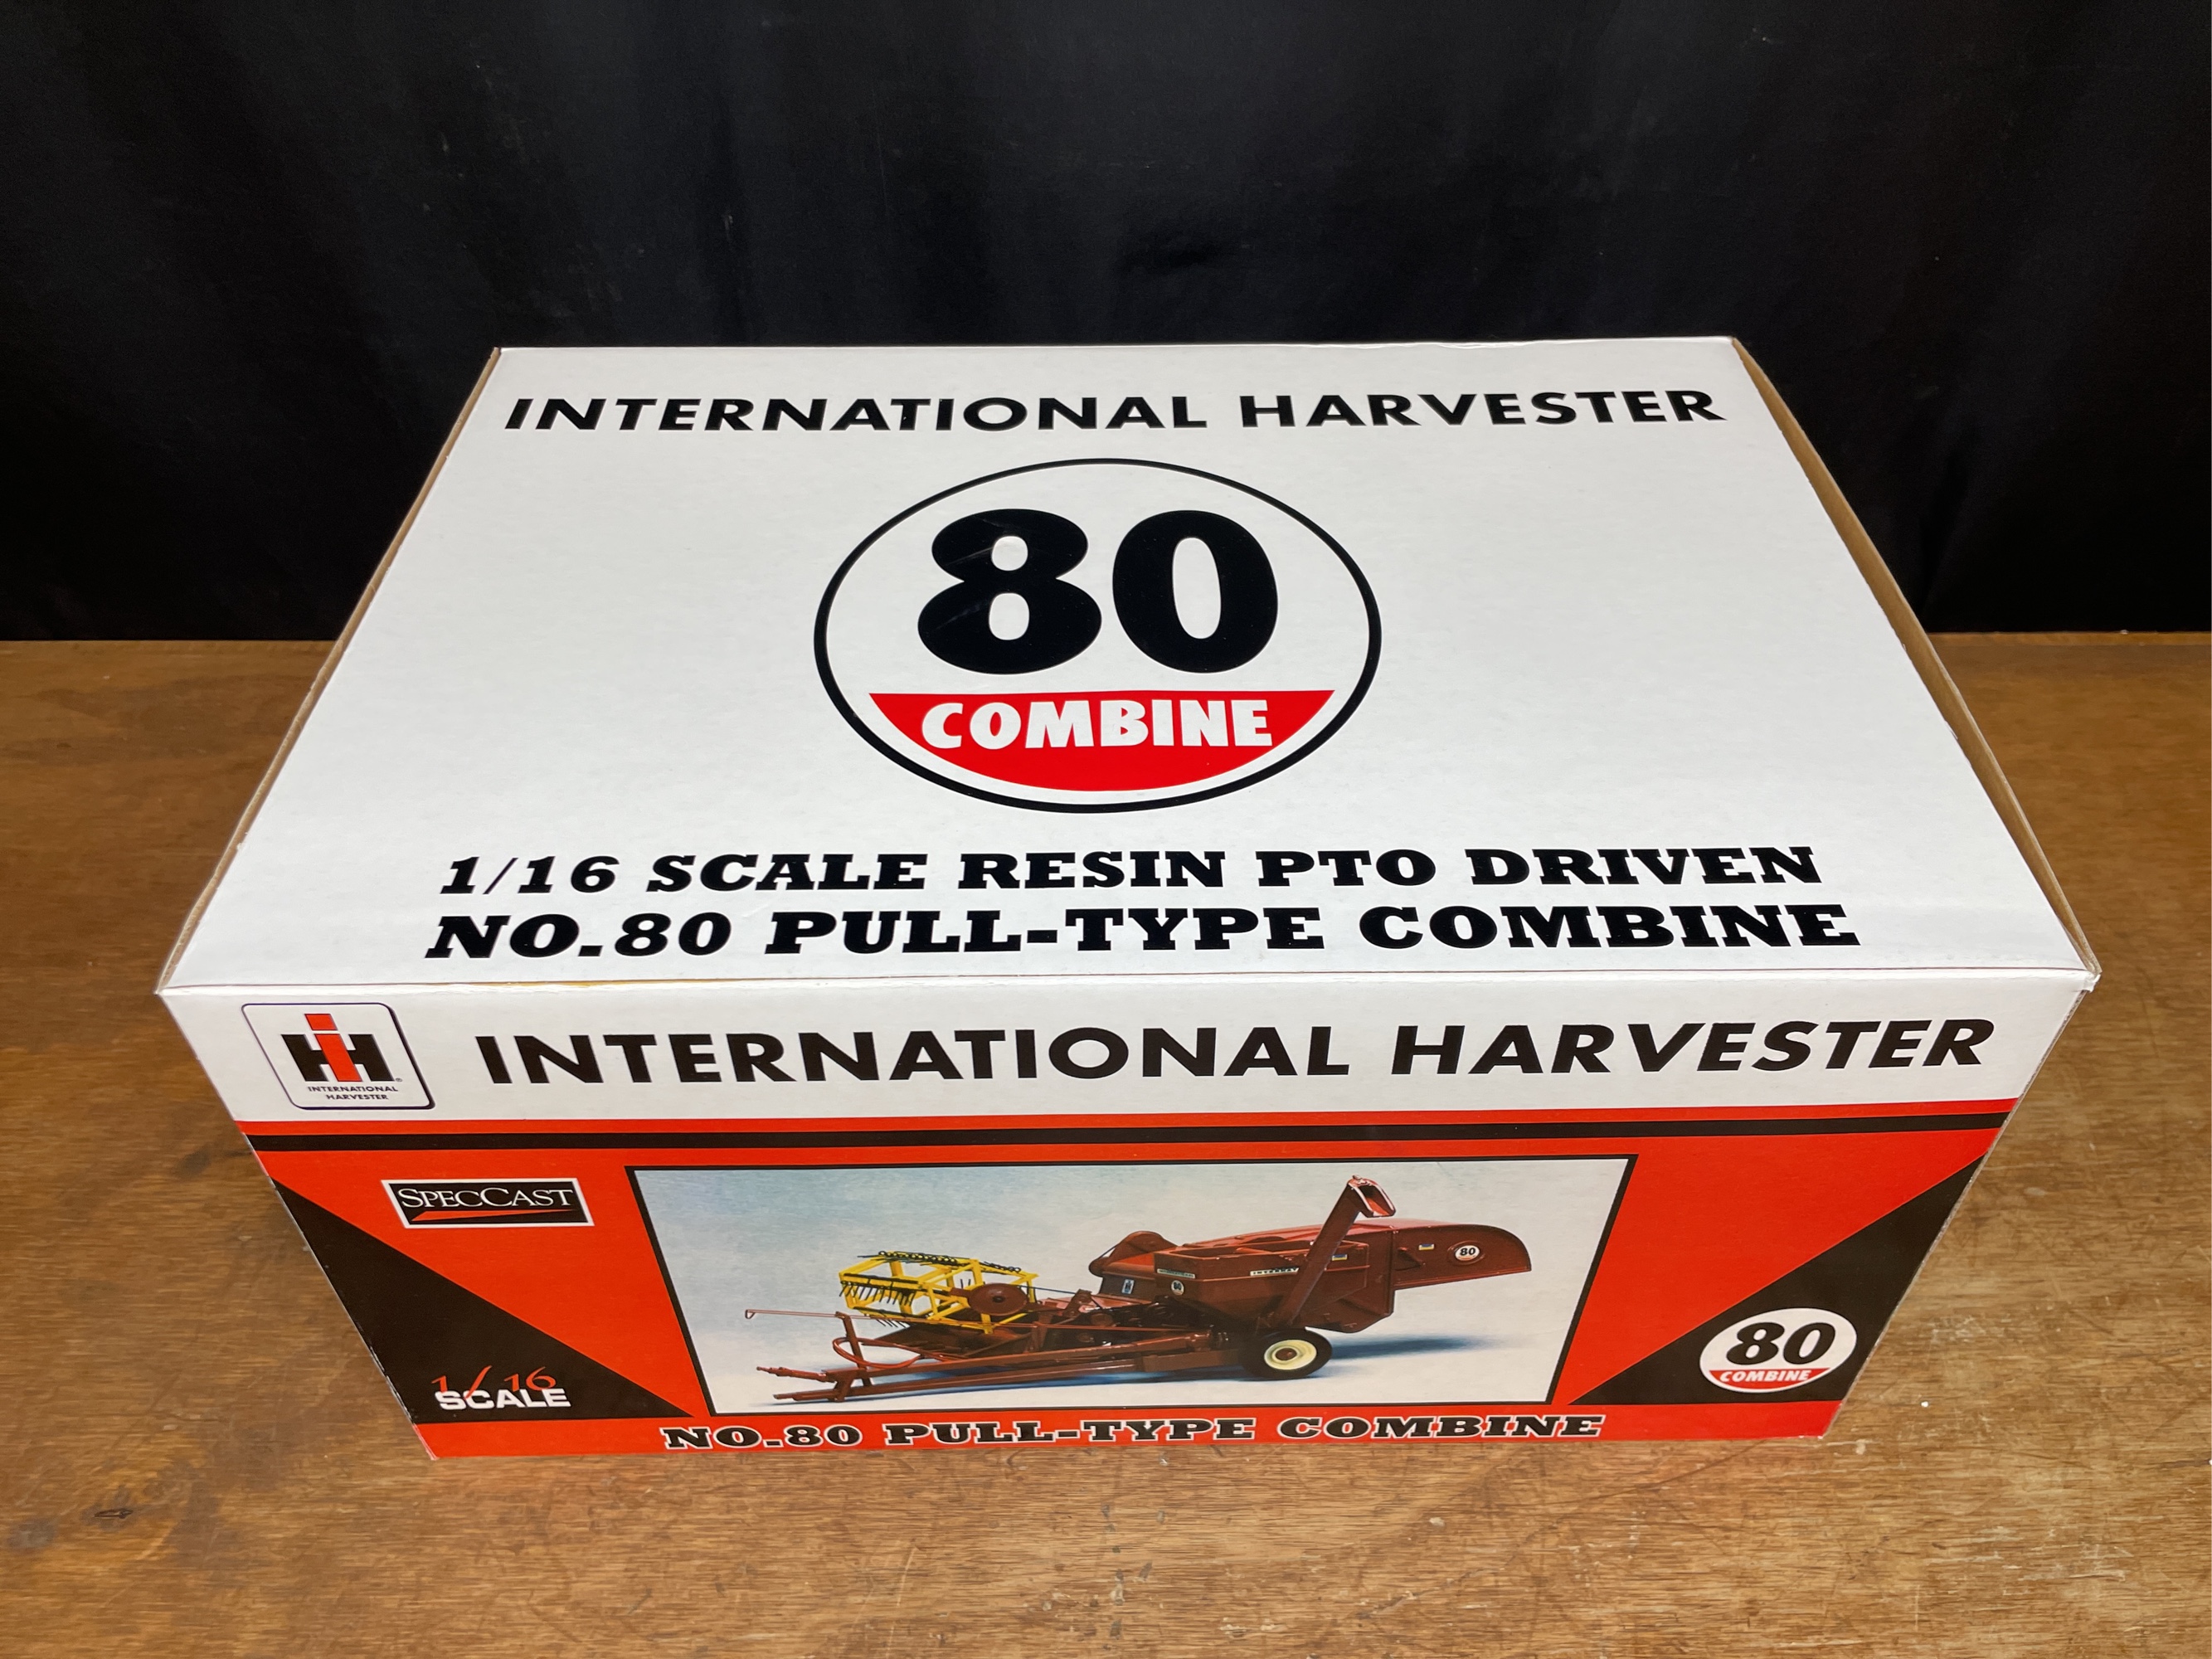 INTERNATIONAL HARVESTER
80
COMBINE
1/16 SCALE RESIN PTO DRIVEN
NO.80 PULL-TYPE COMBINE
IH
INTERNATIONAL
HARVESTER
INTERNATIONAL HARVESTER
SPECCAST
80
1/16
SCALE
80
COMBINE
NO.80 PULL-TYPE COMBINE